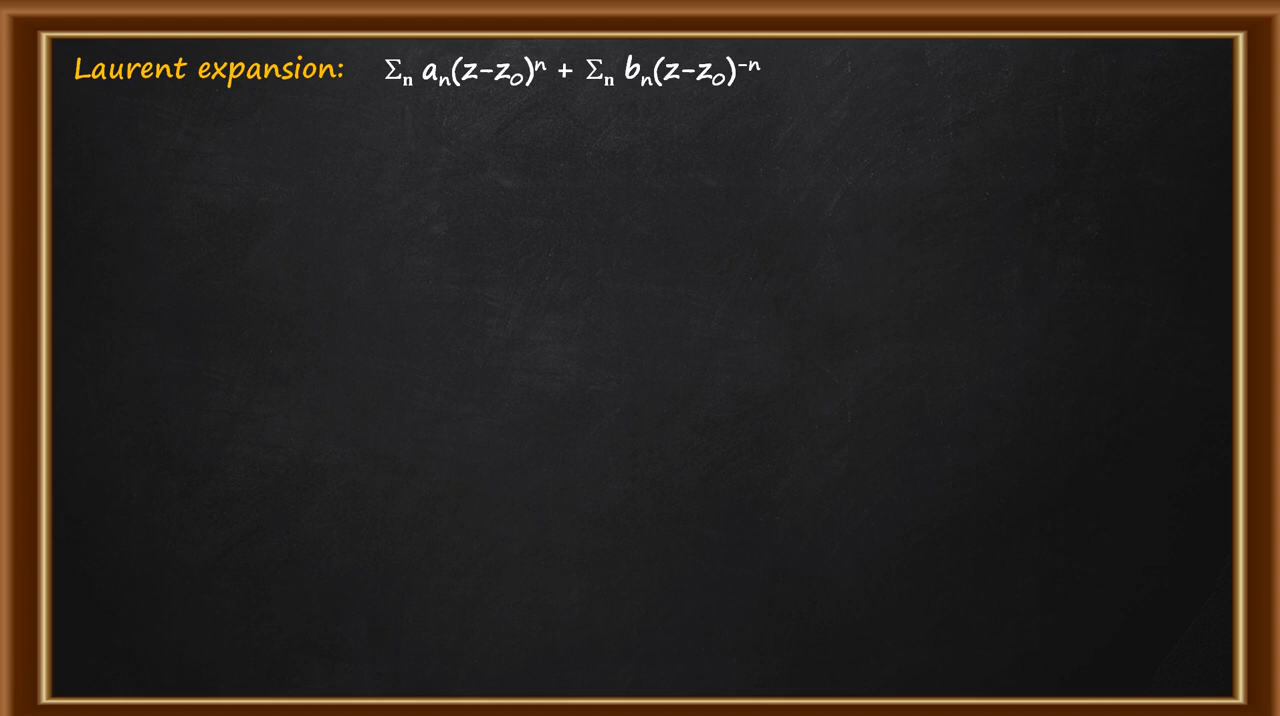 Laurent expansion: Σₙ aₙ(z−z₀)ⁿ + Σₙ bₙ(z−z₀)⁻ⁿ